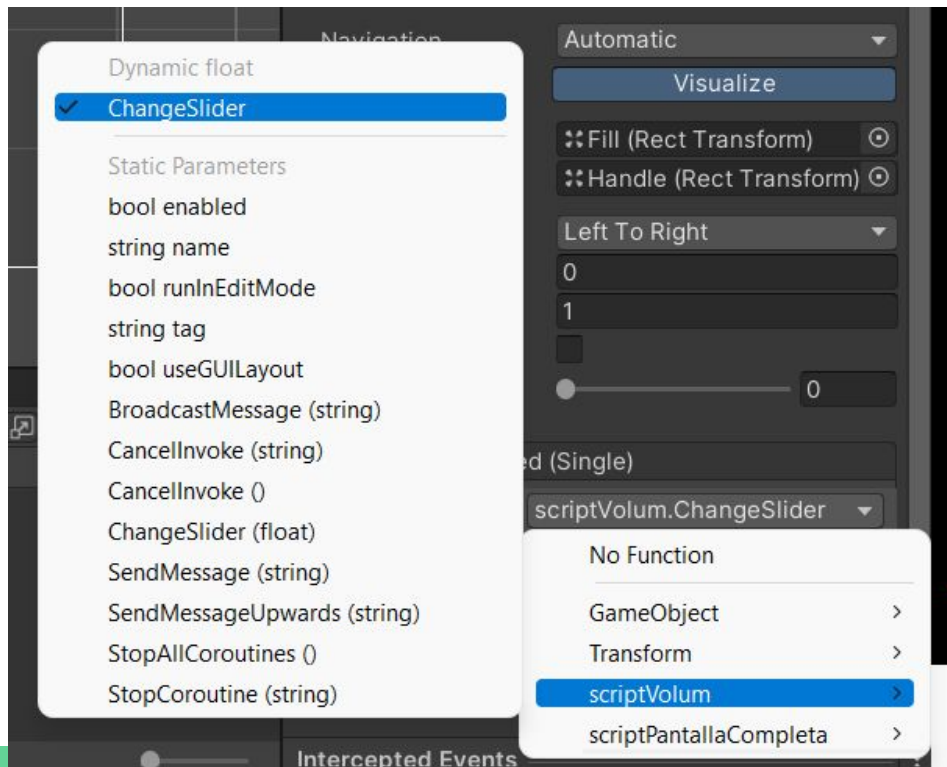 Navigation
Automatic
Visualize
Fill (Rect Transform)
Handle (Rect Transform)
Left To Right
0
1
0
(Single)
scriptVolum.ChangeSlider
Dynamic float
ChangeSlider
Static Parameters
bool enabled
string name
bool runInEditMode
string tag
bool useGUILayout
BroadcastMessage (string)
CancelInvoke (string)
CancelInvoke ()
ChangeSlider (float)
SendMessage (string)
SendMessageUpwards (string)
StopAllCoroutines ()
StopCoroutine (string)
No Function
GameObject
Transform
scriptVolum
scriptPantallaCompleta
Intercepted Events